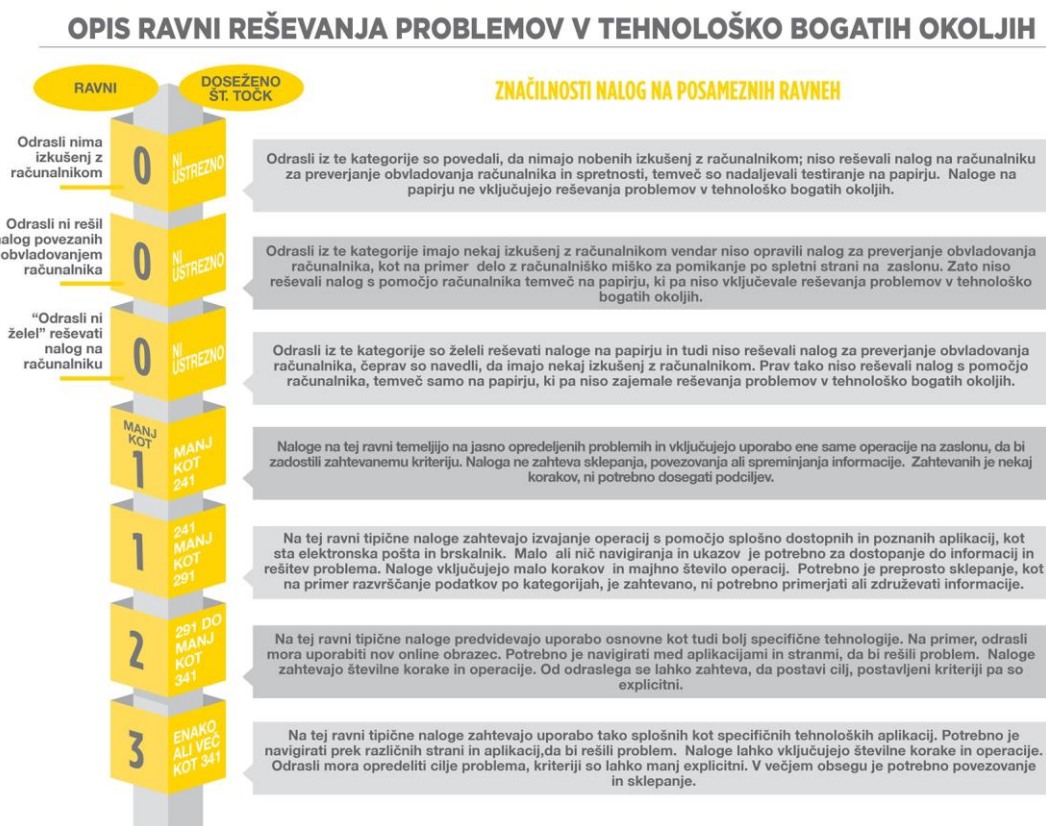 OPIS RAVNI REŠEVANJA PROBLEMOV V TEHNOLOŠKO BOGATIH OKOLJIH
RAVNI
DOSEŽENO
ŠT. TOČK
ZNAČILNOSTI NALOG NA POSAMEZNIH RAVNEH
Odrasli nima
izkušenj z
računalnikom
0
NI
USTREZNO
Odrasli iz te kategorije so povedali, da nimajo nobenih izkušenj z računalnikom; niso reševali nalog na računalniku
za preverjanje obvladovanja računalnika in spretnosti, temveč so nadaljevali testiranje na papirju. Naloge na
papirju ne vključujejo reševanja problemov v tehnološko bogatih okoljih.
Odrasli ni rešil
nalog povezanih
obvladovanjem
računalnika
0
NI
USTREZNO
Odrasli iz te kategorije imajo nekaj izkušenj z računalnikom vendar niso opravili nalog za preverjanje obvladovanja
računalnika, kot na primer delo z računalniško miško za pomikanje po spletni strani na zaslonu. Zato niso
reševali nalog s pomočjo računalnika temveč na papirju, ki pa niso vključevale reševanja problemov v tehnološko
bogatih okoljih.
“Odrasli ni
želel” reševati
nalog na
računalniku
0
NI
USTREZNO
Odrasli iz te kategorije so želeli reševati naloge na papirju in tudi niso reševali nalog za preverjanje obvladovanja
računalnika, čeprav so navedli, da imajo nekaj izkušenj z računalnikom. Prav tako niso reševali nalog s pomočjo
računalnika, temveč samo na papirju, ki pa niso zajemale reševanja problemov v tehnološko bogatih okoljih.
MANJ
KOT
1
MANJ
KOT
241
Naloge na tej ravni temeljijo na jasno opredeljenih problemih in vključujejo uporabo ene same operacije na zaslonu, da bi
zadostili zahtevanemu kriteriju. Naloga ne zahteva sklepanja, povezovanja ali spreminjanja informacije. Zahtevanih je nekaj
korakov, ni potrebno dosegati podciljev.
1
241
MANJ
KOT
291
Na tej ravni tipične naloge zahtevajo izvajanje operacij s pomočjo splošno dostopnih in poznanih aplikacij, kot
sta elektronska pošta in brskalnik. Malo ali nič navigiranja in ukazov je potrebno za dostopanje do informacij in
rešitev problema. Naloge vključujejo malo korakov in majhno število operacij. Potrebno je preprosto sklepanje, kot
na primer razvrščanje podatkov po kategorijah, je zahtevano, ni potrebno primerjati ali združevati informacije.
2
291 DO
MANJ
KOT
341
Na tej ravni tipične naloge predvidevajo uporabo osnovne kot tudi bolj specifične tehnologije. Na primer, odrasli
mora uporabiti nov online obrazec. Potrebno je navigirati med aplikacijami in stranmi, da bi rešili problem. Naloge
zahtevajo številne korake in operacije. Od odraslega se lahko zahteva, da postavi cilj, postavljeni kriteriji pa so
explicitni.
3
ENAKO
ALI VEČ
KOT 341
Na tej ravni tipične naloge zahtevajo uporabo tako splošnih kot specifičnih tehnoloških aplikacij. Potrebno je
navigirati prek različnih strani in aplikacij,da bi rešili problem. Naloge lahko vključujejo številne korake in operacije.
Odrasli mora opredeliti cilje problema, kriteriji so lahko manj explicitni. V večjem obsegu je potrebno povezovanje
in sklepanje.